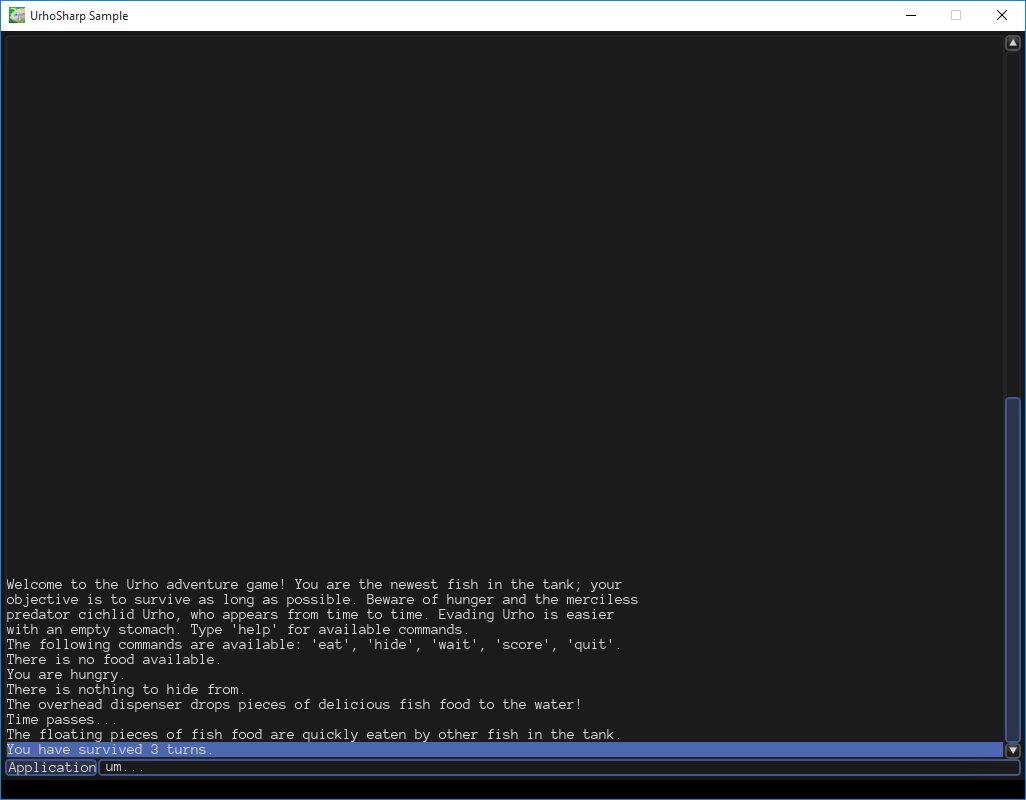 UrhoSharp Sample
Welcome to the Urho adventure game! You are the newest fish in the tank; your
objective is to survive as long as possible. Beware of hunger and the merciless
predator cichlid Urho, who appears from time to time. Evading Urho is easier
with an empty stomach. Type 'help' for available commands.
The following commands are available: 'eat', 'hide', 'wait', 'score', 'quit'.
There is no food available.
You are hungry.
There is nothing to hide from.
The overhead dispenser drops pieces of delicious fish food to the water!
Time passes...
The floating pieces of fish food are quickly eaten by other fish in the tank.
You have survived 3 turns.
Application um...